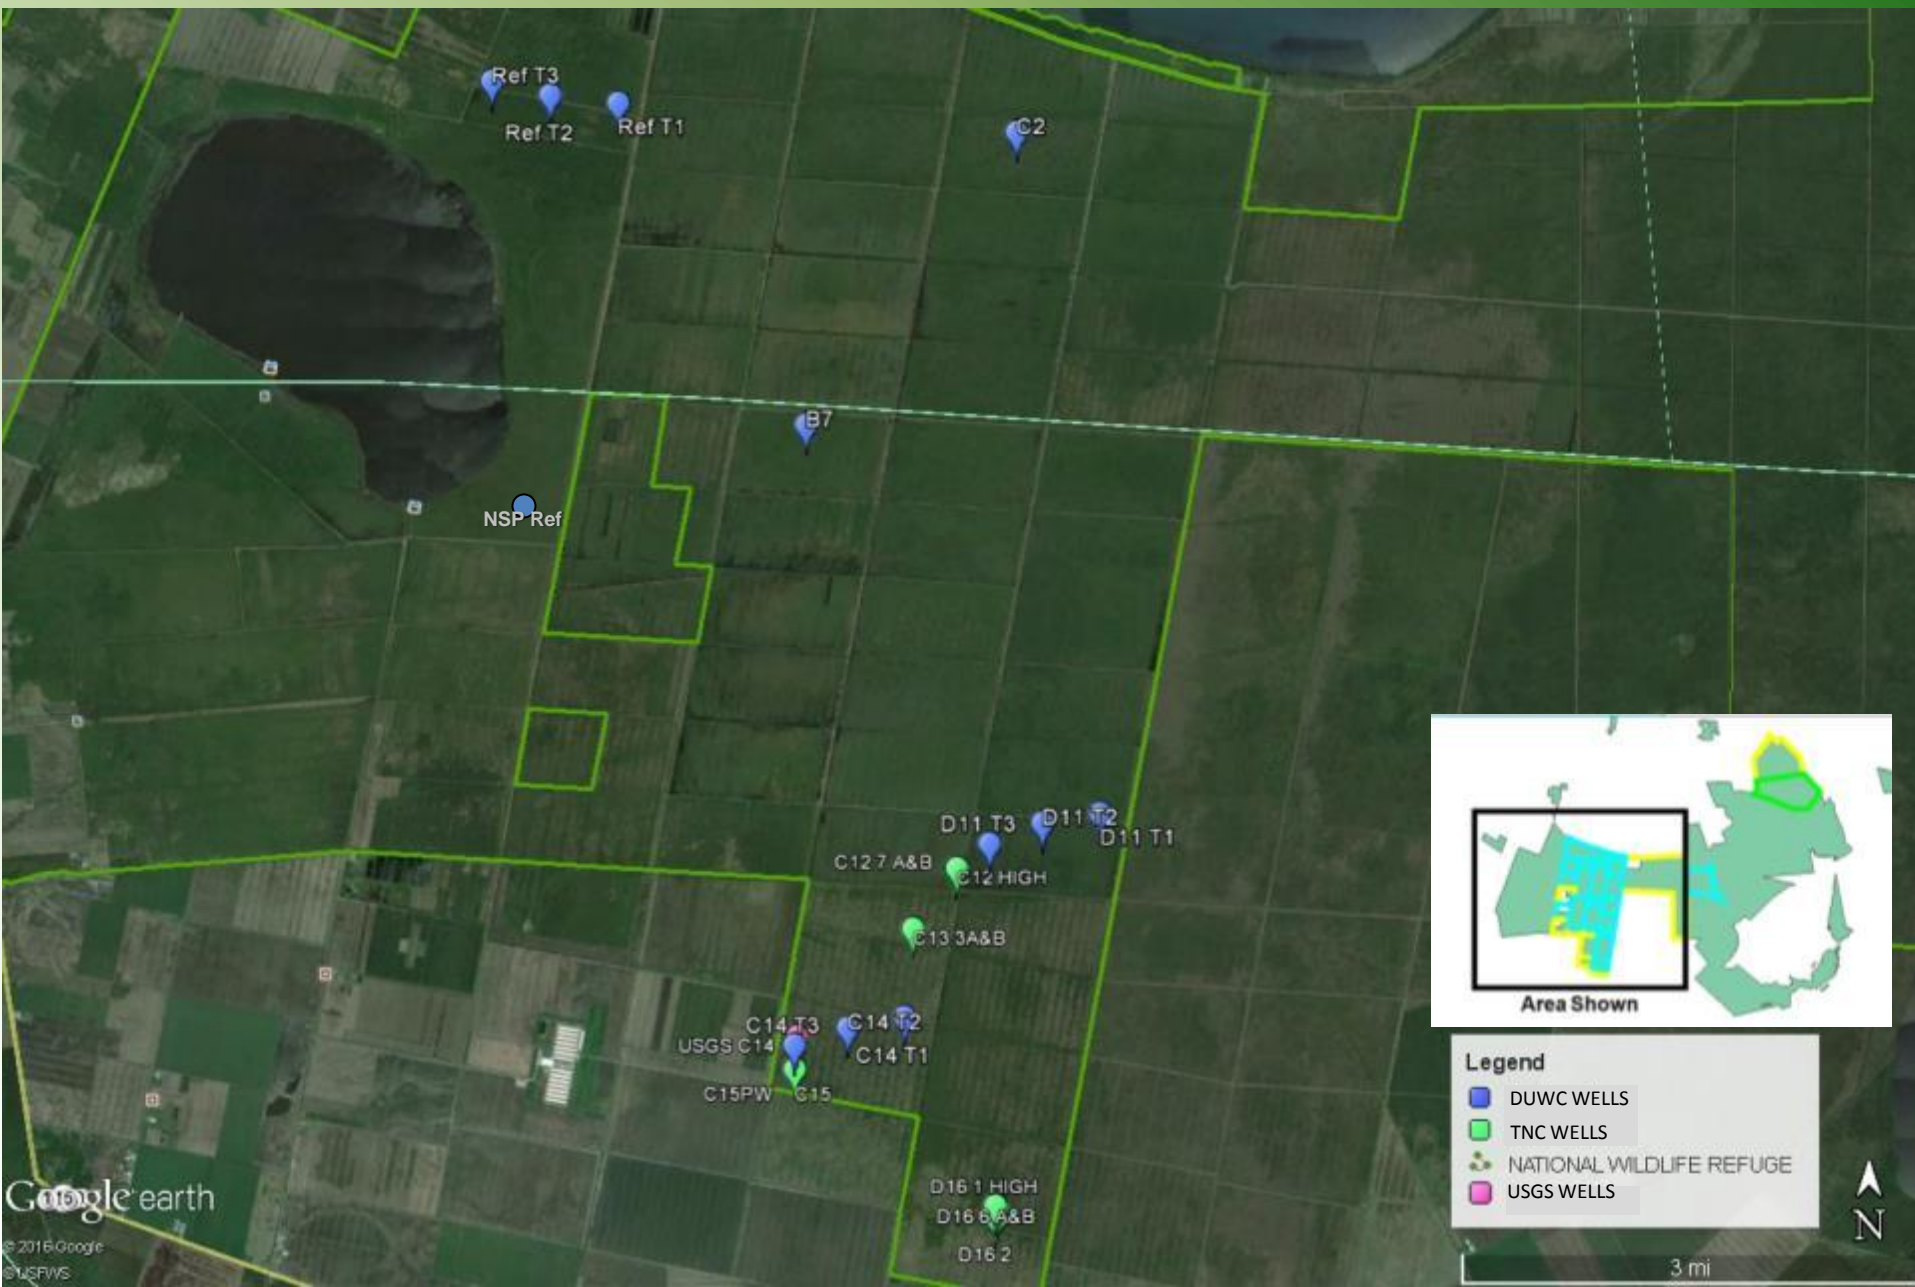 Ref T3
Ref T2
Ref T1
C2
B7
NSP Ref
D11 T3
D11 T2
D11 T1
C12 7 A&B
C12 HIGH
C13 3A&B
C14 T3
C14 T2
USGS C14
C14 T1
C15PW
C15
D16 1 HIGH
D16 6 A&B
D16 2
Area Shown
Legend
DUWC WELLS
TNC WELLS
NATIONAL WILDLIFE REFUGE
USGS WELLS
N
3 mi
Google earth
© 2016 Google
© USFWS